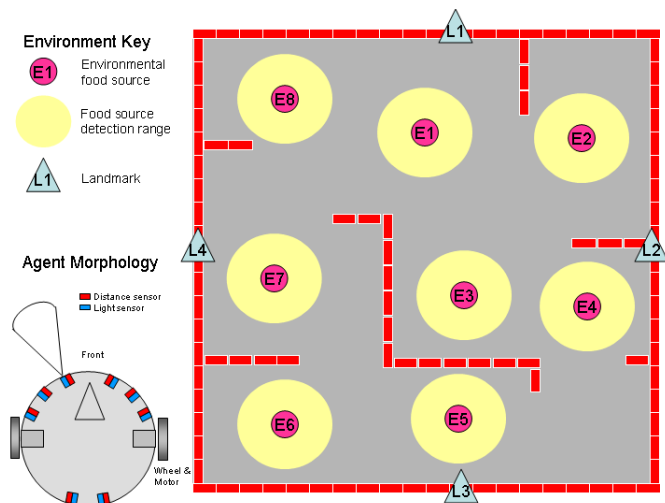 Environment Key
E1
Environmental
food source
Food source
detection range
L1
Landmark
Agent Morphology
Distance sensor
Lightsensor
Front
Wheel &
Motor
L1
E8
E1
E2
L4
L2
E7
E3
E4
E6
E5
L3